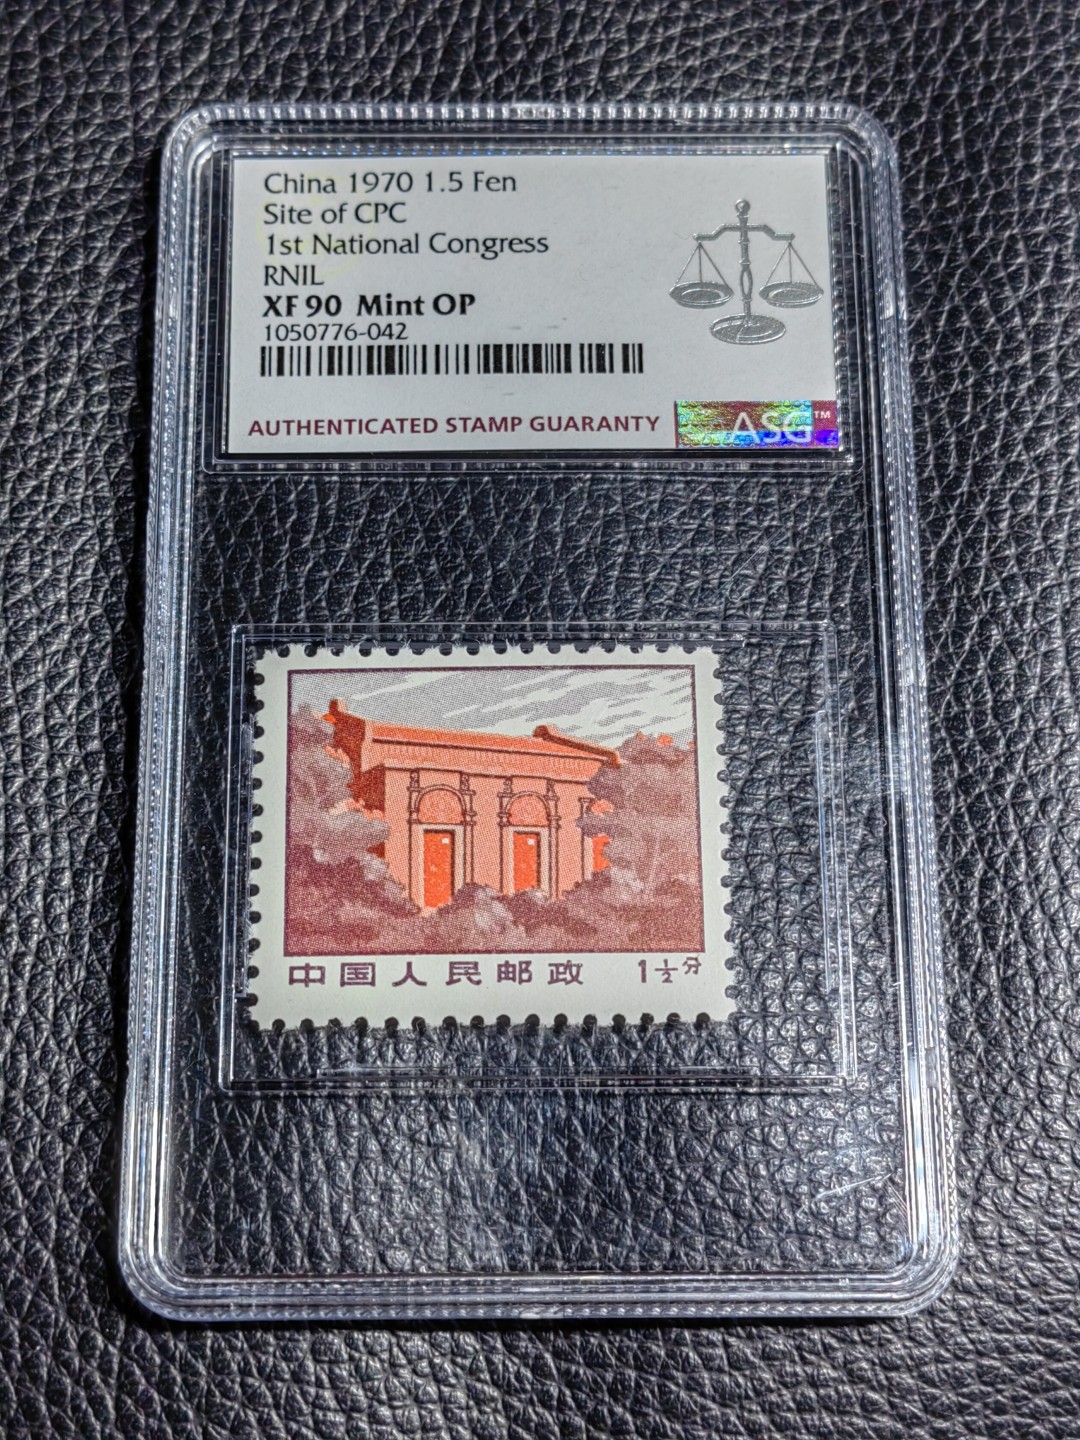 China 1970 1.5 Fen
Site of CPC
1st National Congress
RNIL
XF 90 Mint OP
1050776-042
AUTHENTICATED STAMP GUARANTY
ASG™
中国人民邮政 1½分